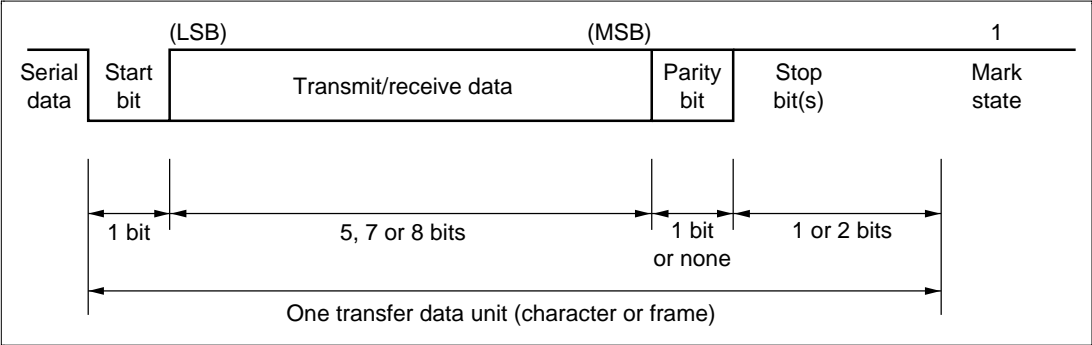 (LSB) (MSB) 1
Serial data
Start bit
Transmit/receive data
Parity bit
Stop bit(s)
Mark state
1 bit
5, 7 or 8 bits
1 bit or none
1 or 2 bits
One transfer data unit (character or frame)